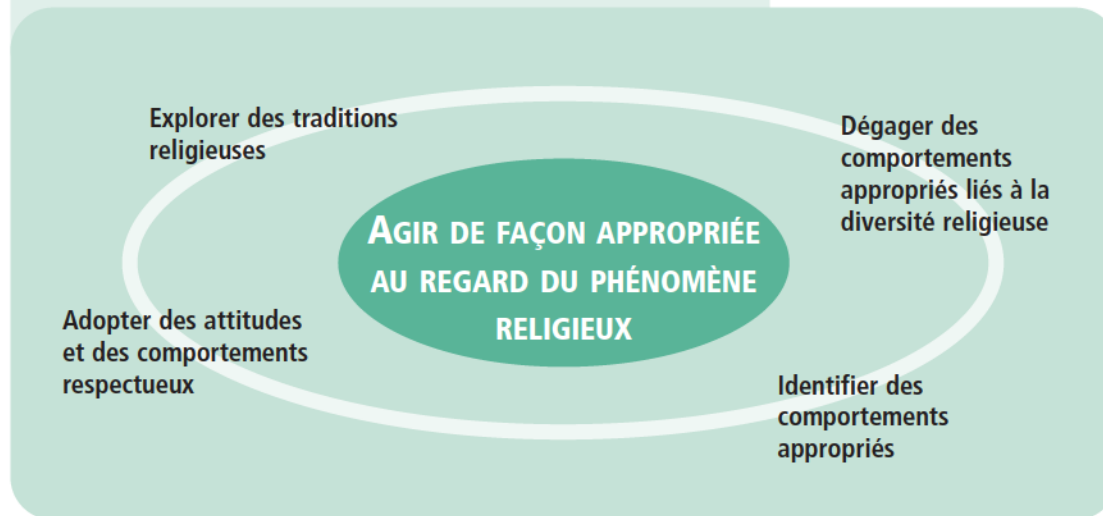 Explorer des traditions
religieuses
Dégager des
comportements
appropriés liés à la
diversité religieuse
AGIR DE FAÇON APPROPRIÉE
AU REGARD DU PHÉNOMÈNE
RELIGIEUX
Adopter des attitudes
et des comportements
respectueux
Identifier des
comportements
appropriés